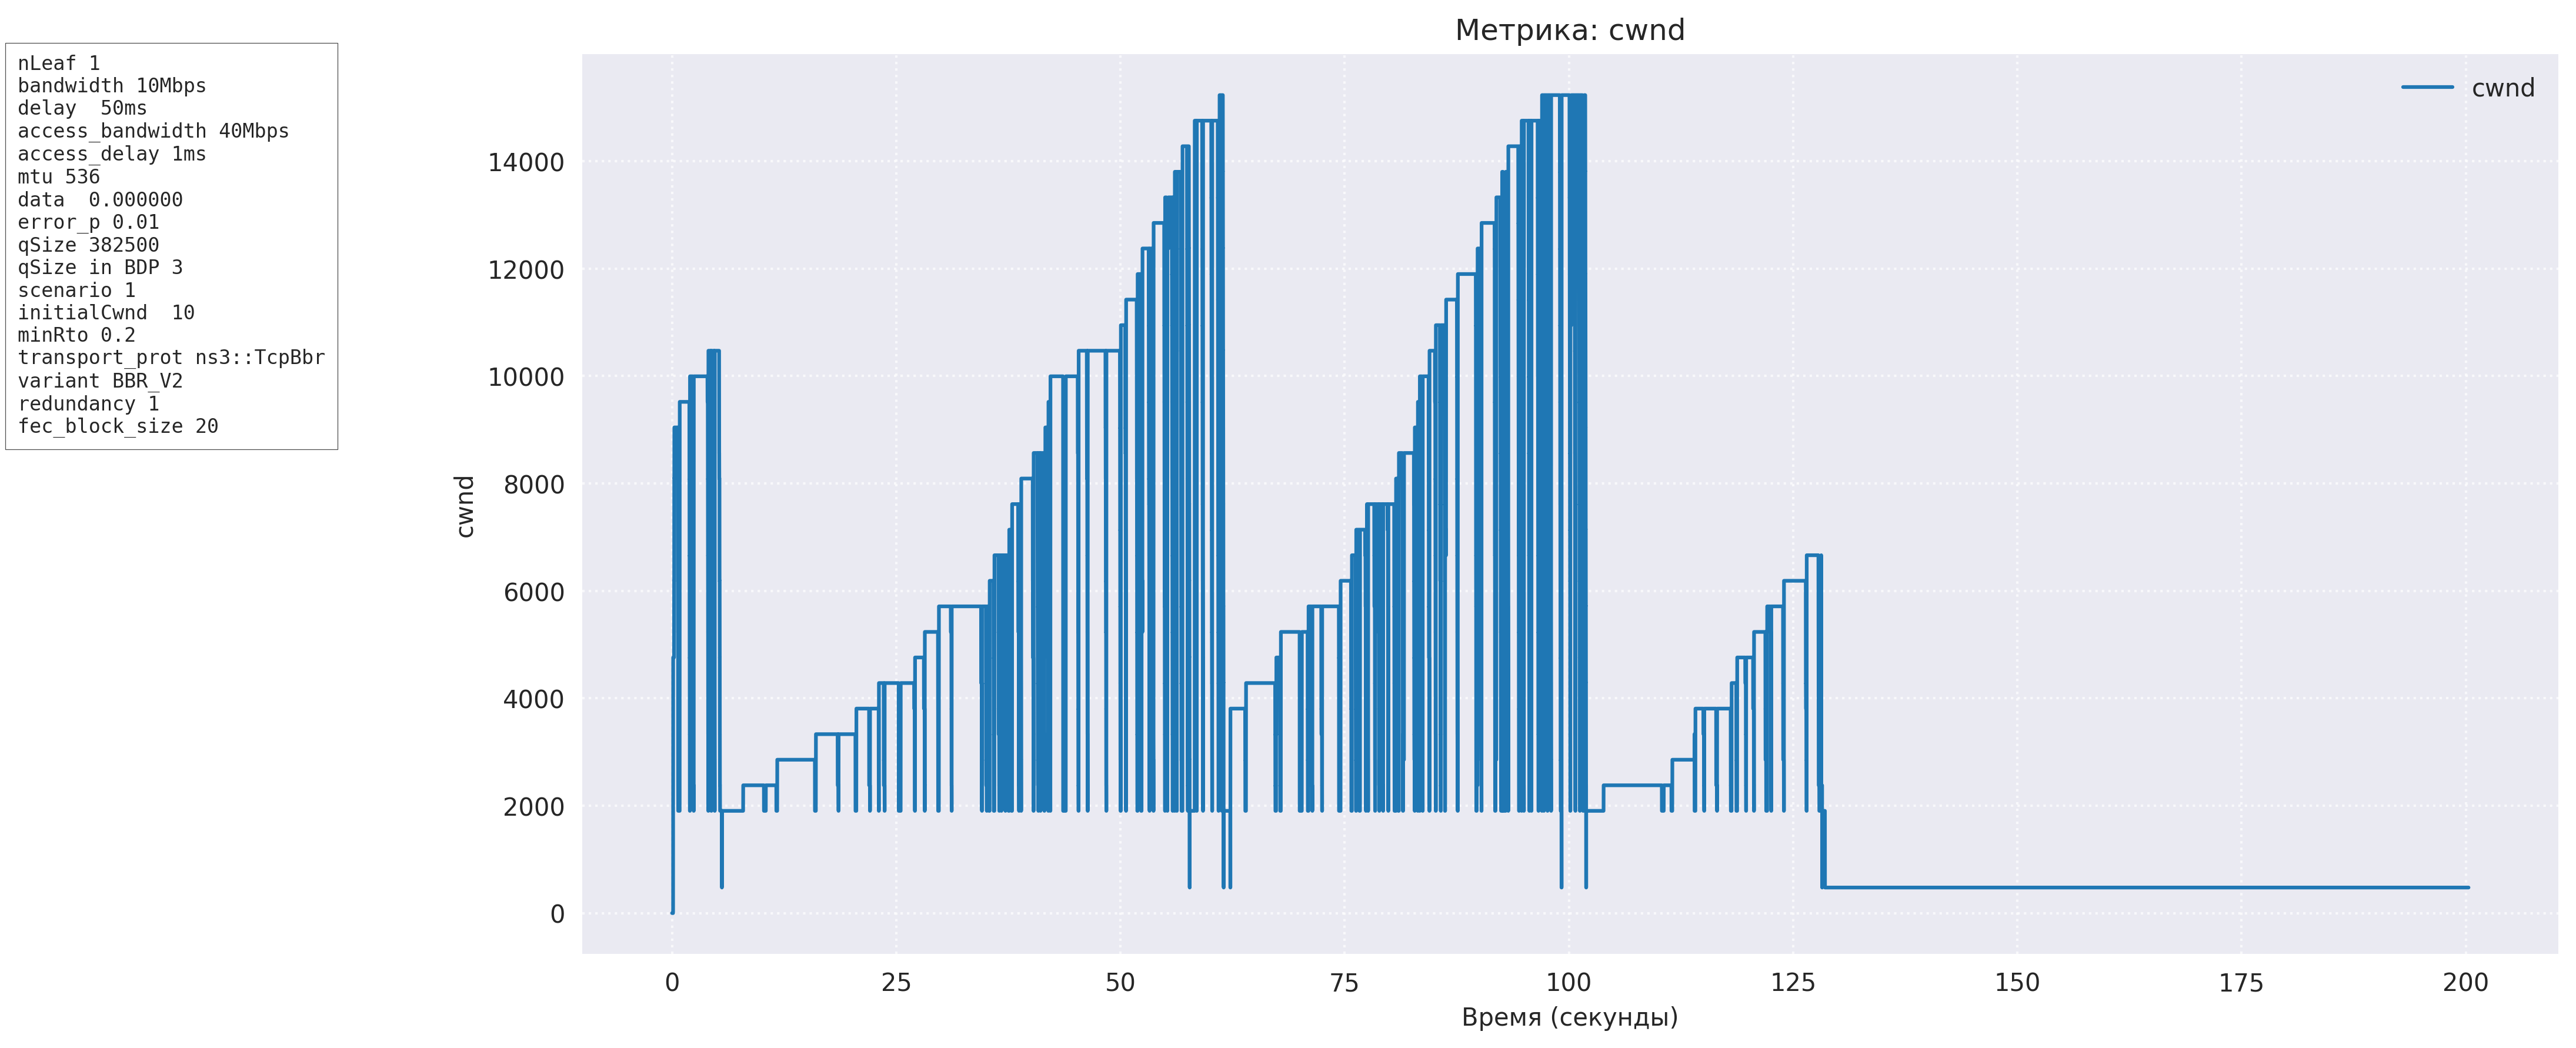 Метрика: cwnd
nLeaf 1
bandwidth 10Mbps
delay  50ms
access_bandwidth 40Mbps
access_delay 1ms
mtu 536
data  0.000000
error_p 0.01
qSize 382500
qSize in BDP 3
scenario 1
initialCwnd  10
minRto 0.2
transport_prot ns3::TcpBbr
variant BBR_V2
redundancy 1
fec_block_size 20
cwnd
14000
12000
10000
8000
6000
4000
2000
0
cwnd
0 25 50 75 100 125 150 175 200
Время (секунды)